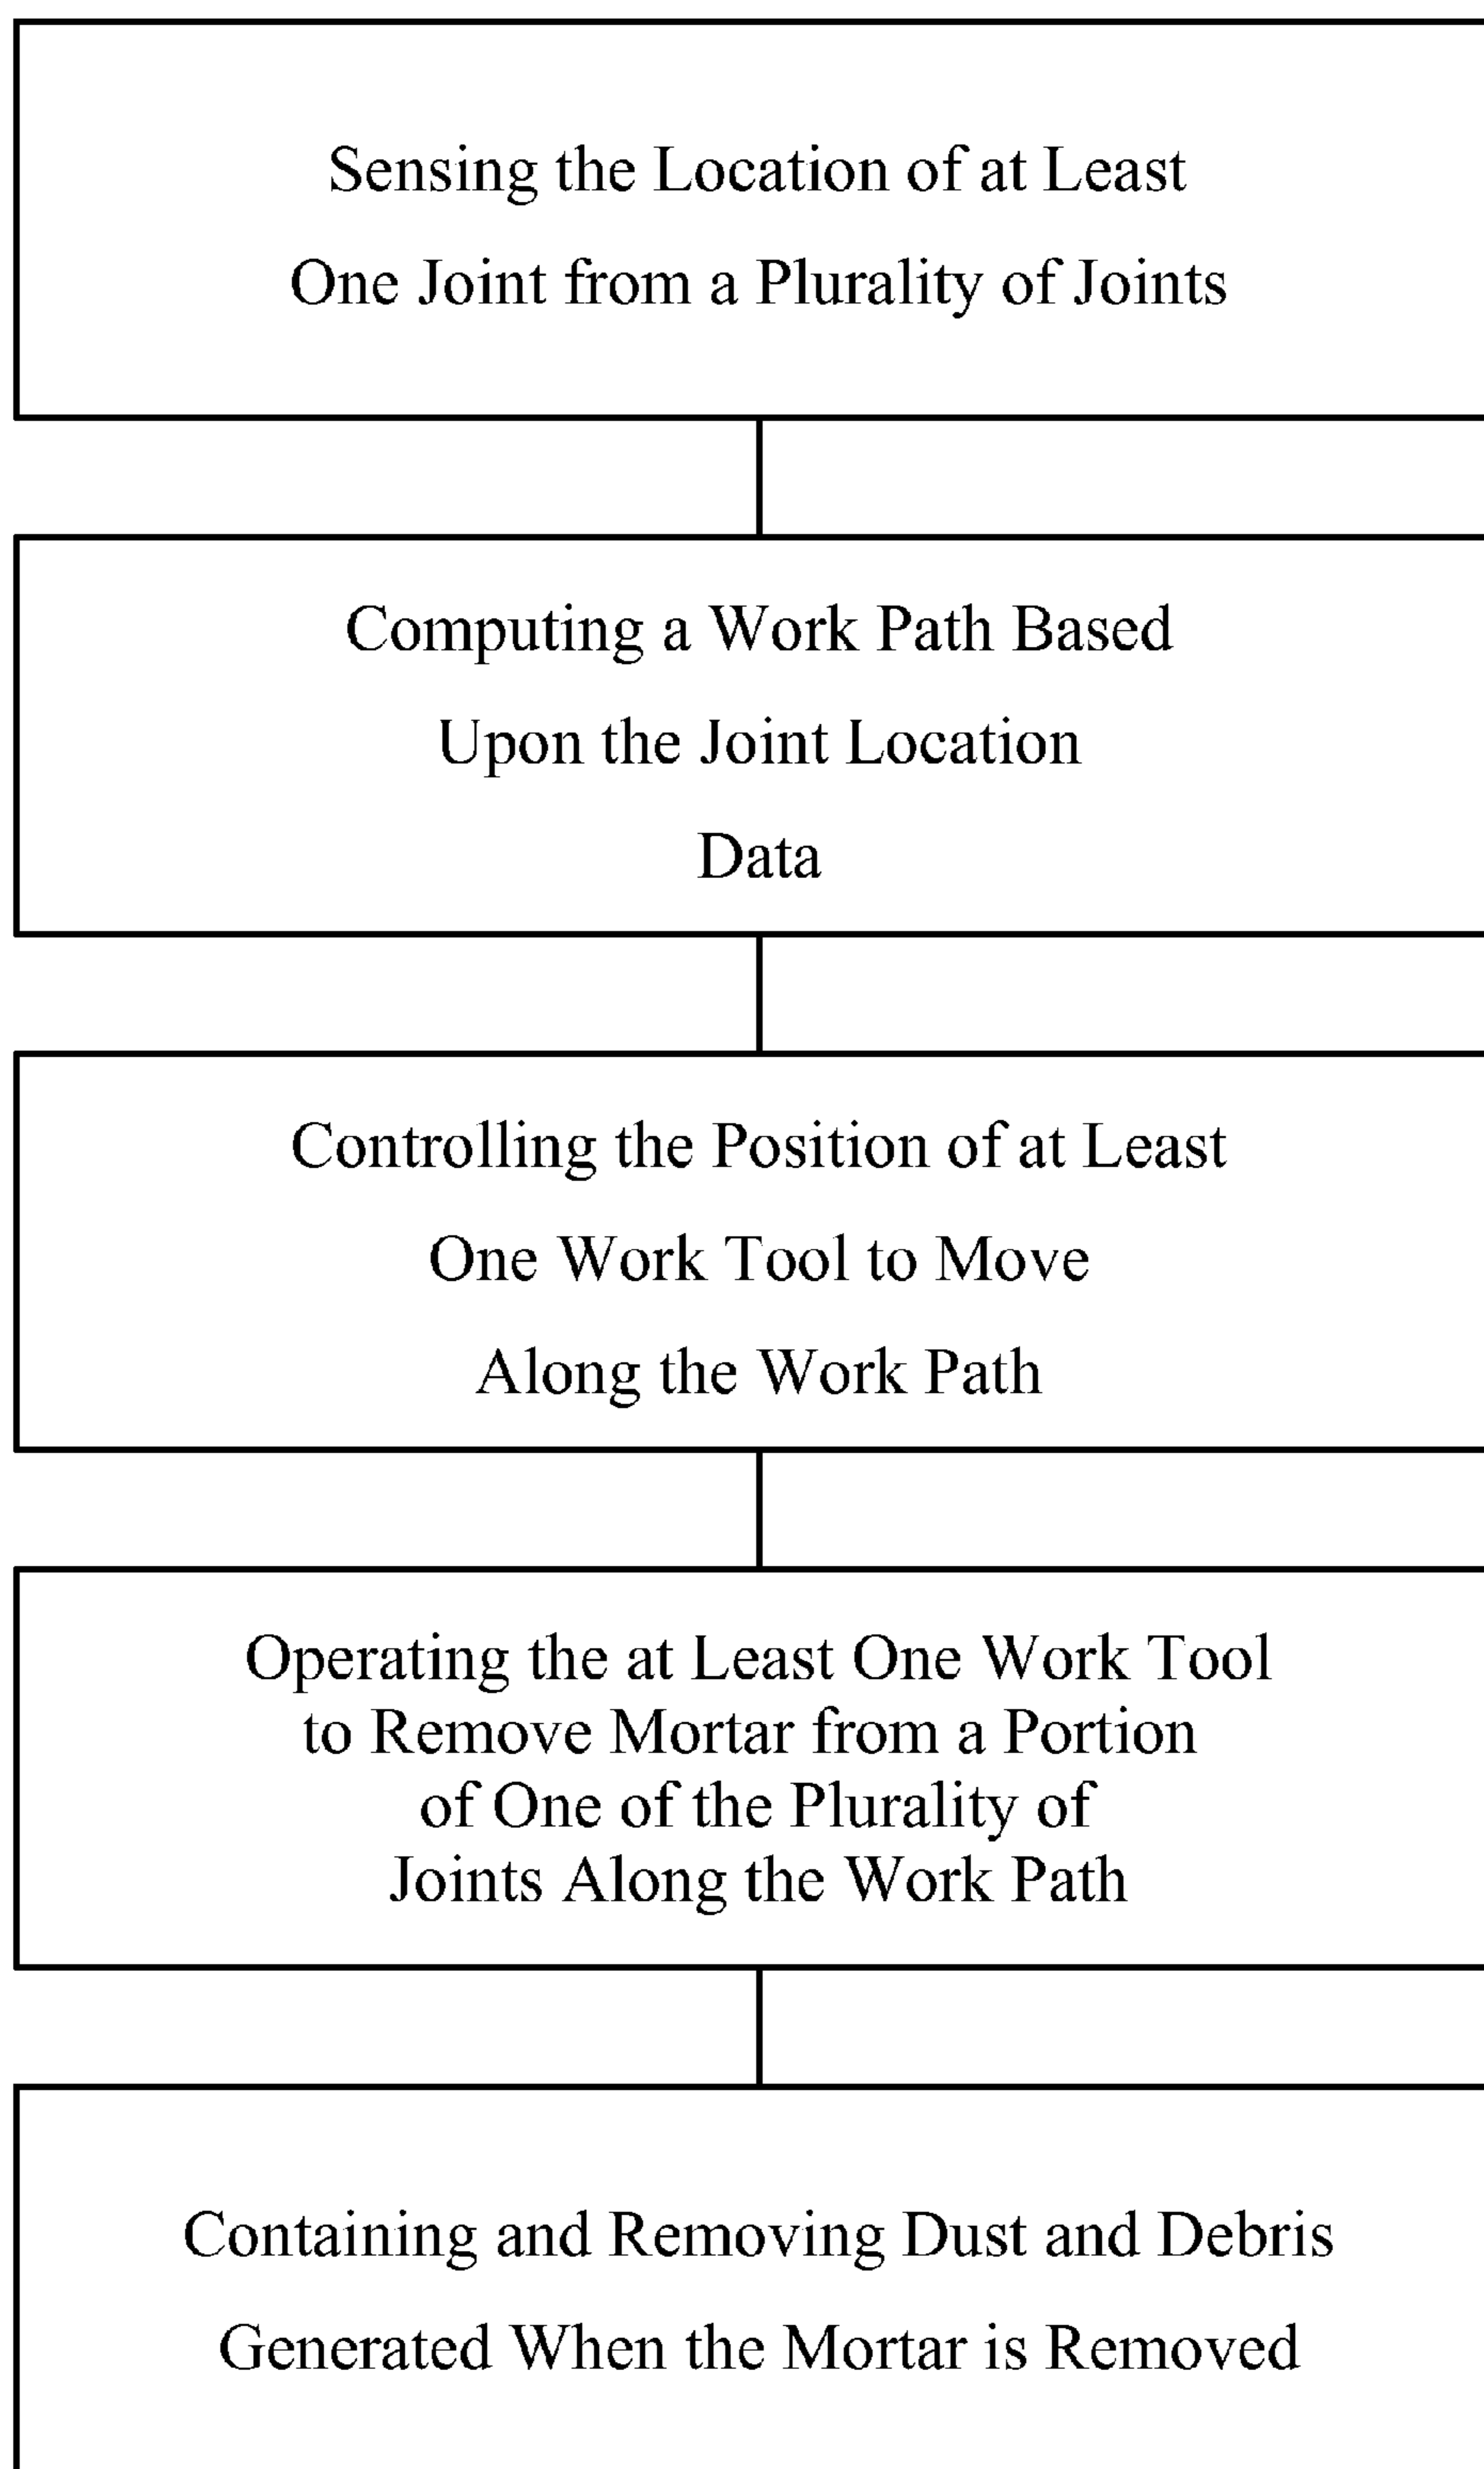 Sensing the Location of at Least
One Joint from a Plurality of Joints
Computing a Work Path Based
Upon the Joint Location
Data
Controlling the Position of at Least
One Work Tool to Move
Along the Work Path
Operating the at Least One Work Tool
to Remove Mortar from a Portion
of One of the Plurality of
Joints Along the Work Path
Containing and Removing Dust and Debris
Generated When the Mortar is Removed